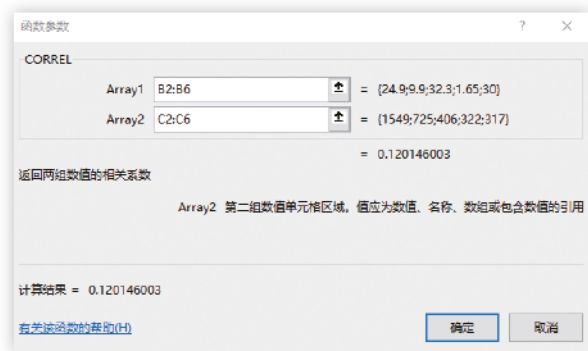 函数参数 ? ×
CORREL
Array1 B2:B6 = {24.9;9.9;32.3;1.65;30}
Array2 C2:C6 = {1549;725;406;322;317}
= 0.120146003
返回两组数值的相关系数
Array2 第二组数值单元格区域。值应为数值、名称、数组或包含数值的引用
计算结果 = 0.120146003
有关该函数的帮助(H) 确定 取消